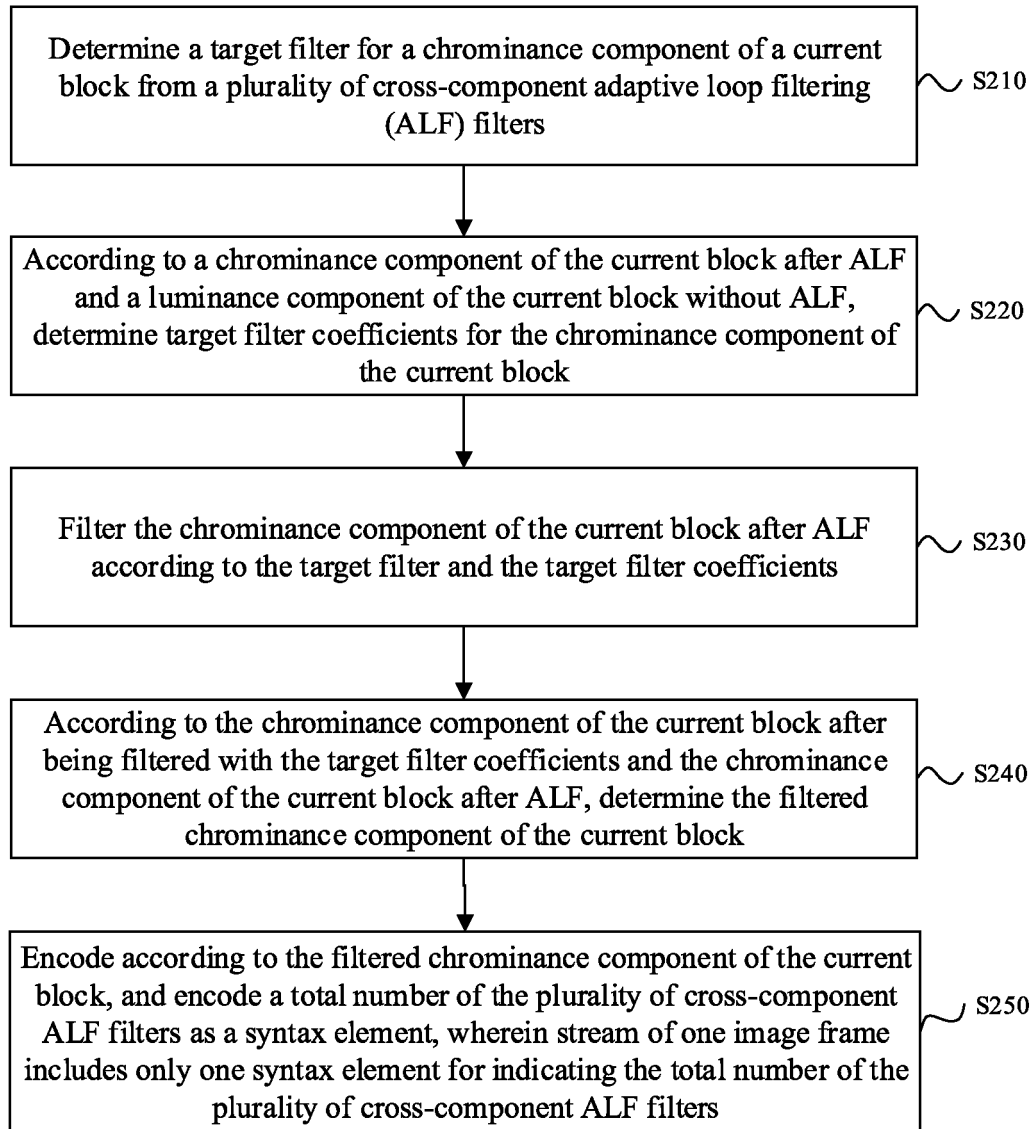 Determine a target filter for a chrominance component of a current
block from a plurality of cross-component adaptive loop filtering
(ALF) filters
S210
According to a chrominance component of the current block after ALF
and a luminance component of the current block without ALF,
determine target filter coefficients for the chrominance component of
the current block
S220
Filter the chrominance component of the current block after ALF
according to the target filter and the target filter coefficients
S230
According to the chrominance component of the current block after
being filtered with the target filter coefficients and the chrominance
component of the current block after ALF, determine the filtered
chrominance component of the current block
S240
Encode according to the filtered chrominance component of the current
block, and encode a total number of the plurality of cross-component
ALF filters as a syntax element, wherein stream of one image frame
includes only one syntax element for indicating the total number of the
plurality of cross-component ALF filters
S250